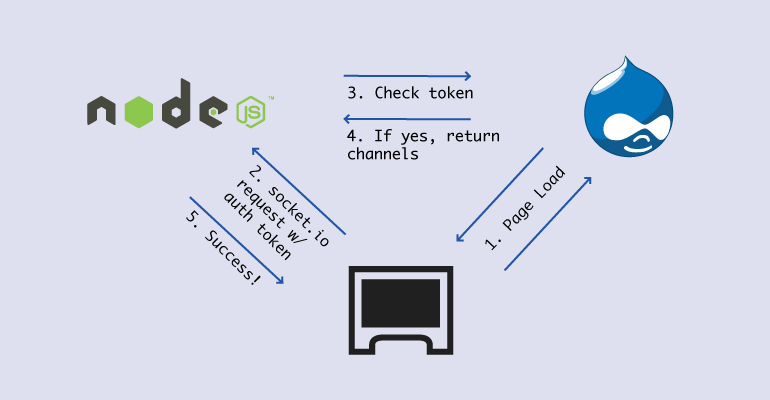 node
JS™
3. Check token
4. If yes, return
channels
2. socket.io
request w/
auth token
5. Success!
1. Page Load